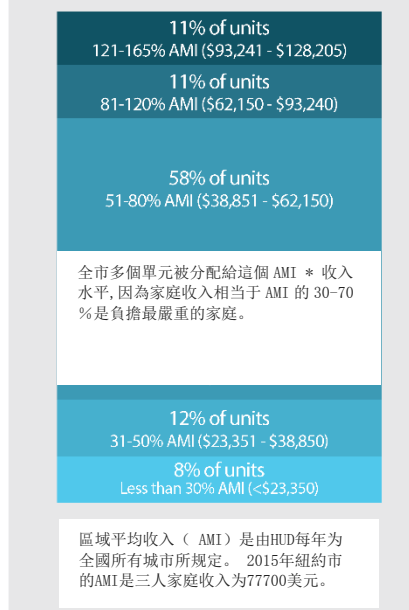 11% of units
121-165% AMI ($93,241 - $128,205)
11% of units
81-120% AMI ($62,150 - $93,240)
58% of units
51-80% AMI ($38,851 - $62,150)
全市多個單元被分配給這個 AMI * 收入
水平,因為家庭收入相当于 AMI 的 30-70
％是負擔最嚴重的家庭。
12% of units
31-50% AMI ($23,351 - $38,850)
8% of units
Less than 30% AMI (<$23,350)
區域平均收入（ AMI）是由HUD每年为
全國所有城市所规定。 2015年紐約市
的AMI是三人家庭收入为77700美元。